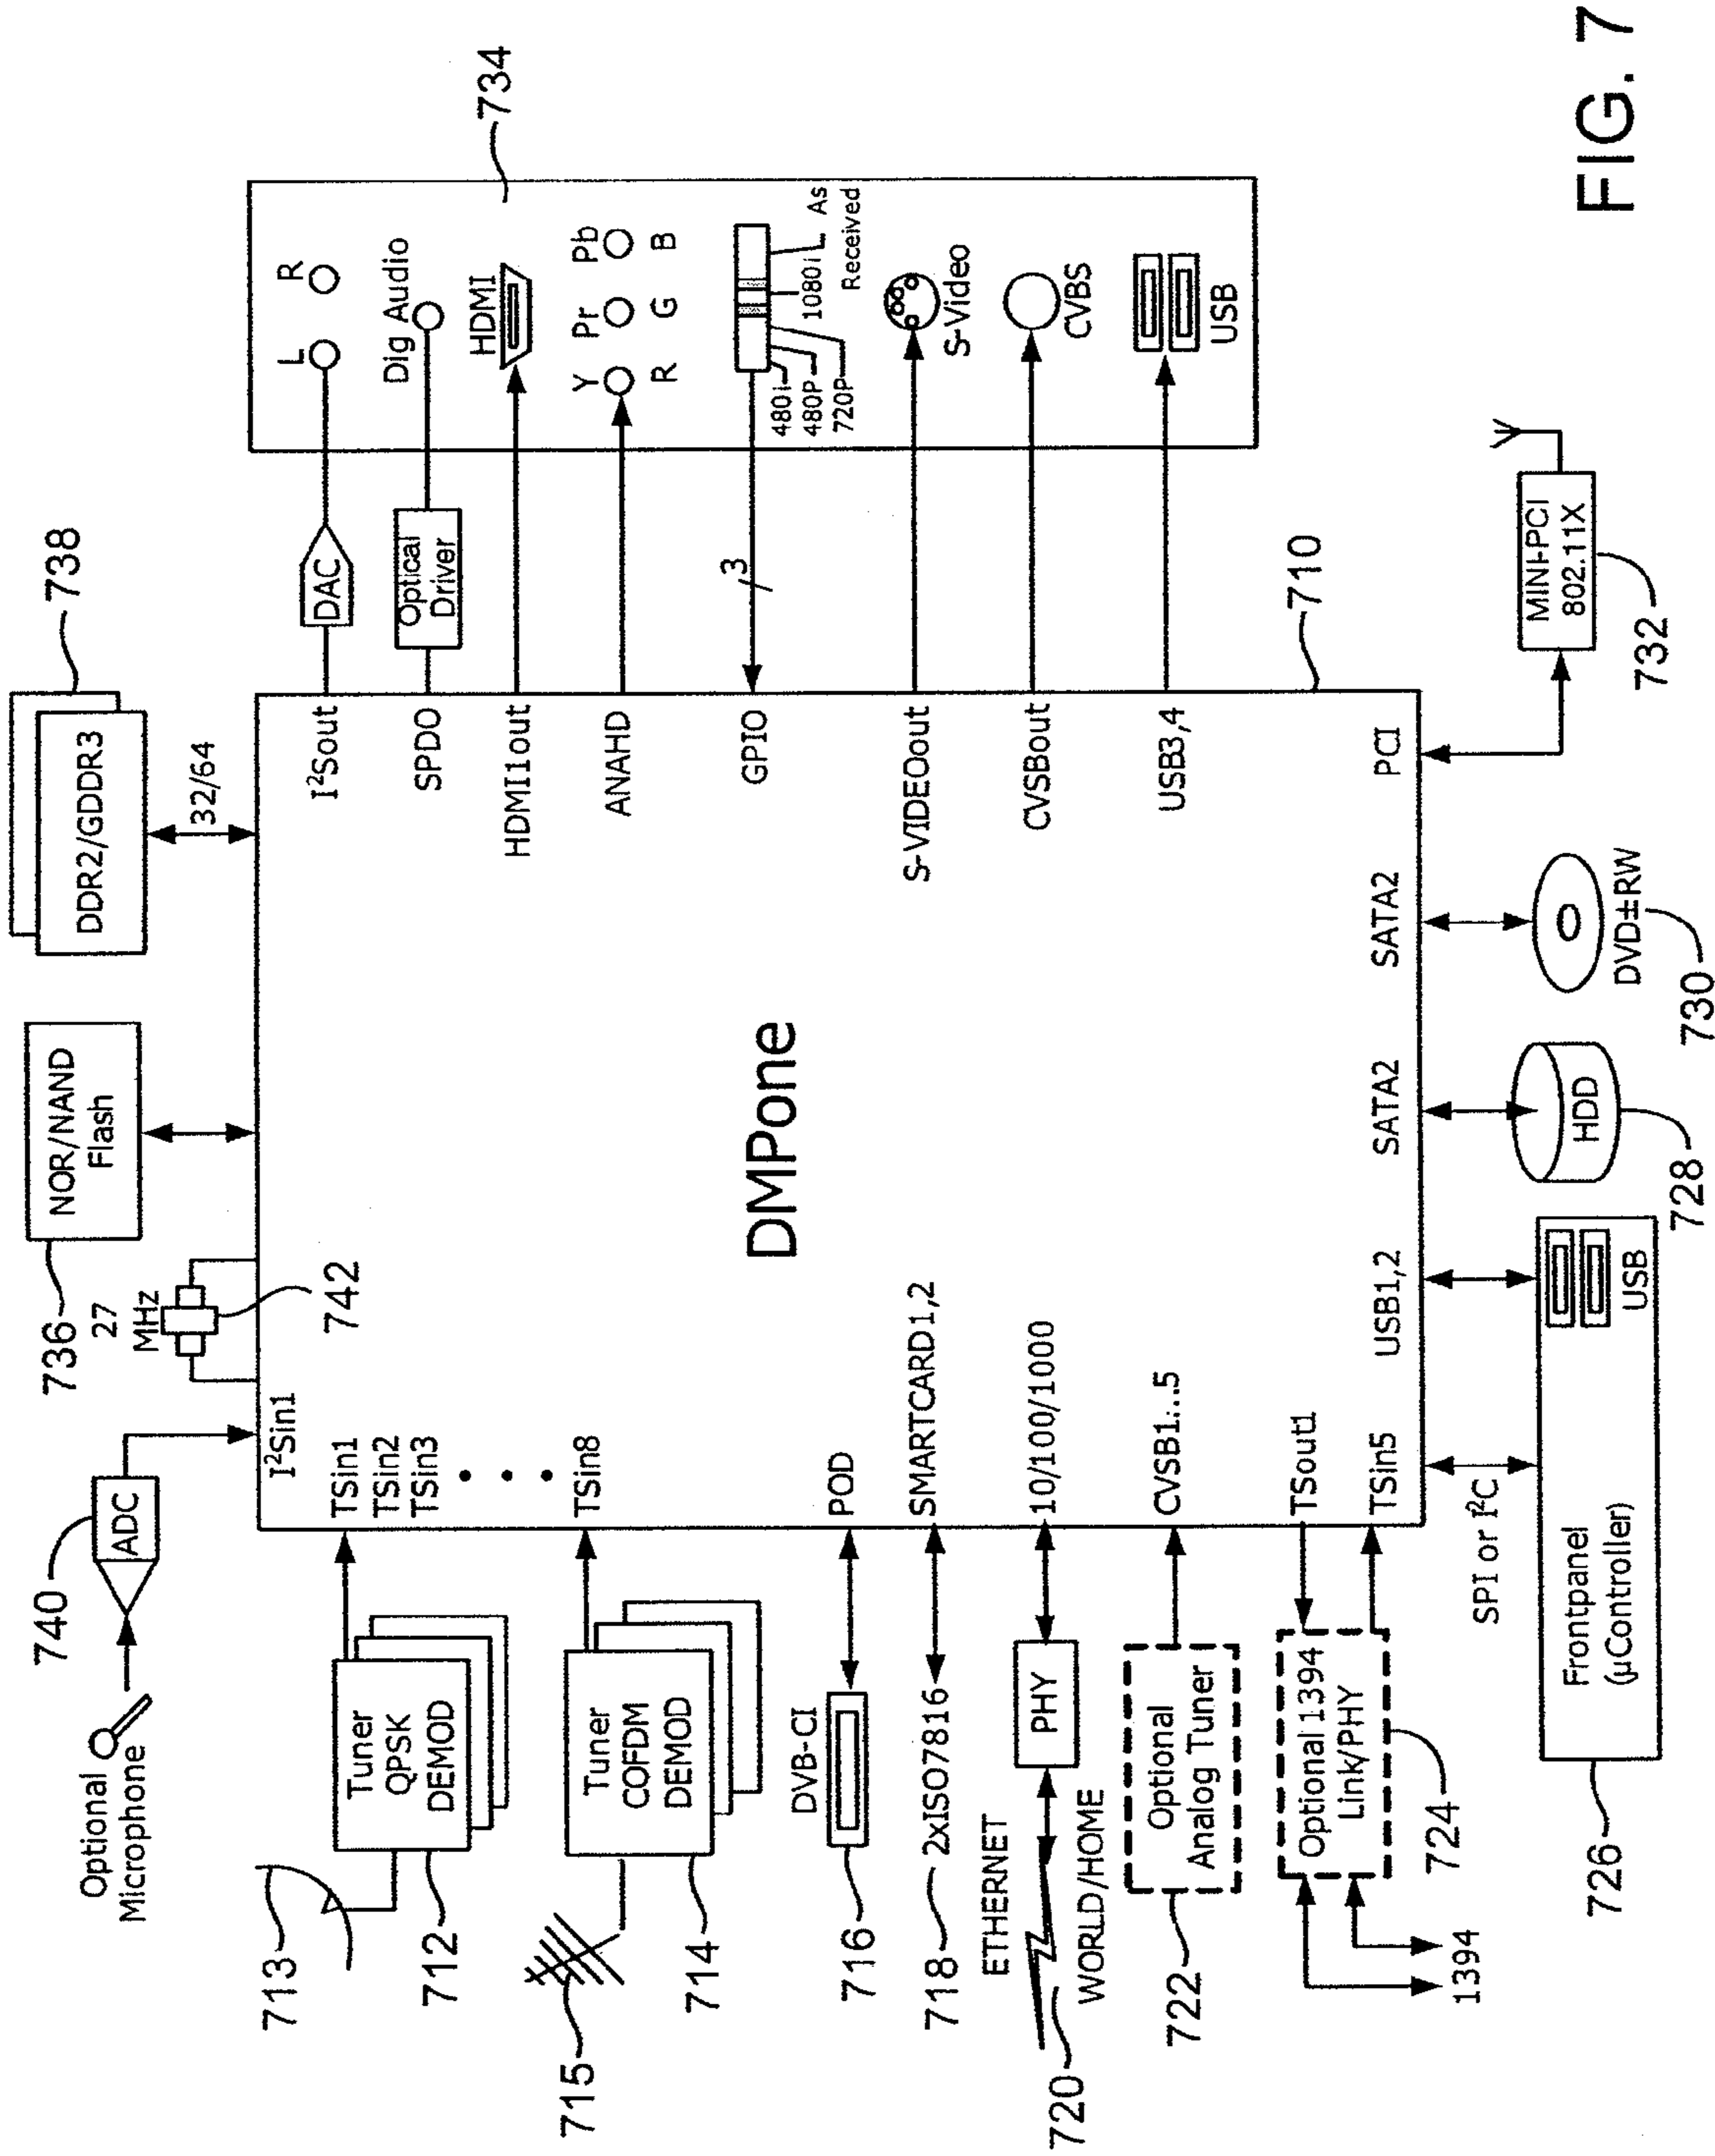 Optional
Microphone
740
ADC
27
MHz
742
736
NOR/NAND
Flash
738
DDR2/GDDR3
32/64
I²Sin1
713
712
Tuner
QPSK
DEMOD
TSin1
TSin2
TSin3
715
714
Tuner
COFDM
DEMOD
TSin8
716
DVB-CI
POD
718
2xISO7816
SMARTCARD1,2
720
ETHERNET
WORLD/HOME
PHY
10/100/1000
722
Optional
Analog Tuner
CVSB1...5
1394
724
Optional 1394
Link/PHY
TSout1
TSin5
DMPone
I²Sout
SPDO
HDMI1out
ANAHD
GPIO
S-VIDEOout
CVSBout
USB3,4
DAC
Optical
Driver
3
710
734
L R
Dig Audio
HDMI
Y Pr Pb
R G B
480i
480P
720P
1080i
As
Received
S-Video
CVBS
USB
SPI or I²C
USB1,2
SATA2
SATA2
PCI
726
Frontpanel
(µController)
USB
728
HDD
730
DVD±RW
732
MINI-PCI
802.11X
FIG. 7